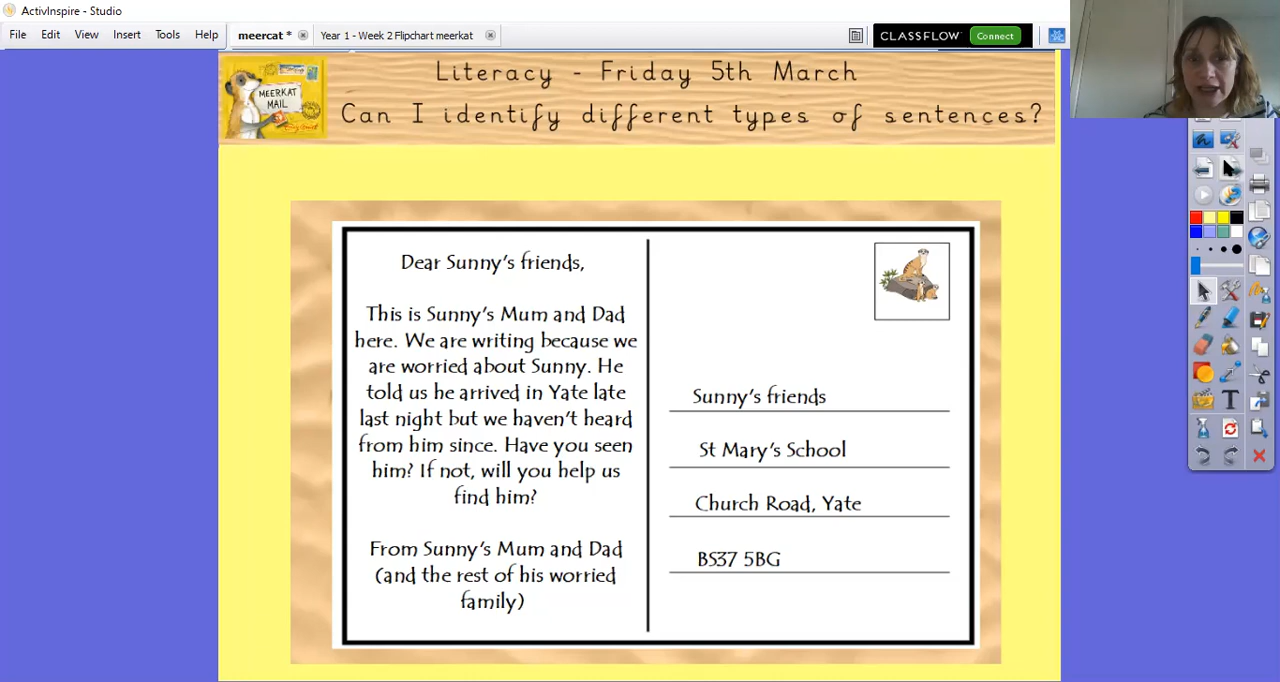 ActivInspire - Studio
File Edit View Insert Tools Help
meercat *
Year 1 - Week 2 Flipchart meerkat
CLASSFLOW Connect
MEERKAT
MAIL
Literacy - Friday 5th March
Can I identify different types of sentences?
Dear Sunny's friends,
This is Sunny's Mum and Dad
here. We are writing because we
are worried about Sunny. He
told us he arrived in Yate late
last night but we haven't heard
from him since. Have you seen
him? If not, will you help us
find him?
From Sunny's Mum and Dad
(and the rest of his worried
family)
Sunny's friends
St Mary's School
Church Road, Yate
BS37 5BG